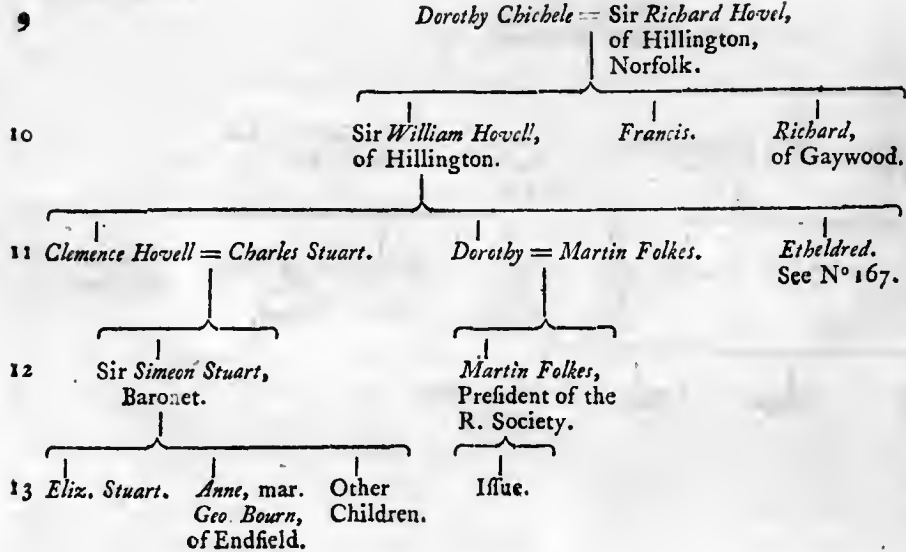 9 Dorothy Chichele = Sir Richard Hovel,
of Hillington,
Norfolk.
10 Sir William Hovell, Francis. Richard,
of Hillington. of Gaywood.
11 Clemence Hovell = Charles Stuart. Dorothy = Martin Folkes. Etheldred.
See No 167.
12 Sir Simeon Stuart, Martin Folkes,
Baronet. Preſident of the
R. Society.
13 Eliz. Stuart. Anne, mar. Other Iſſue.
Geo. Bourn, Children.
of Endfield.